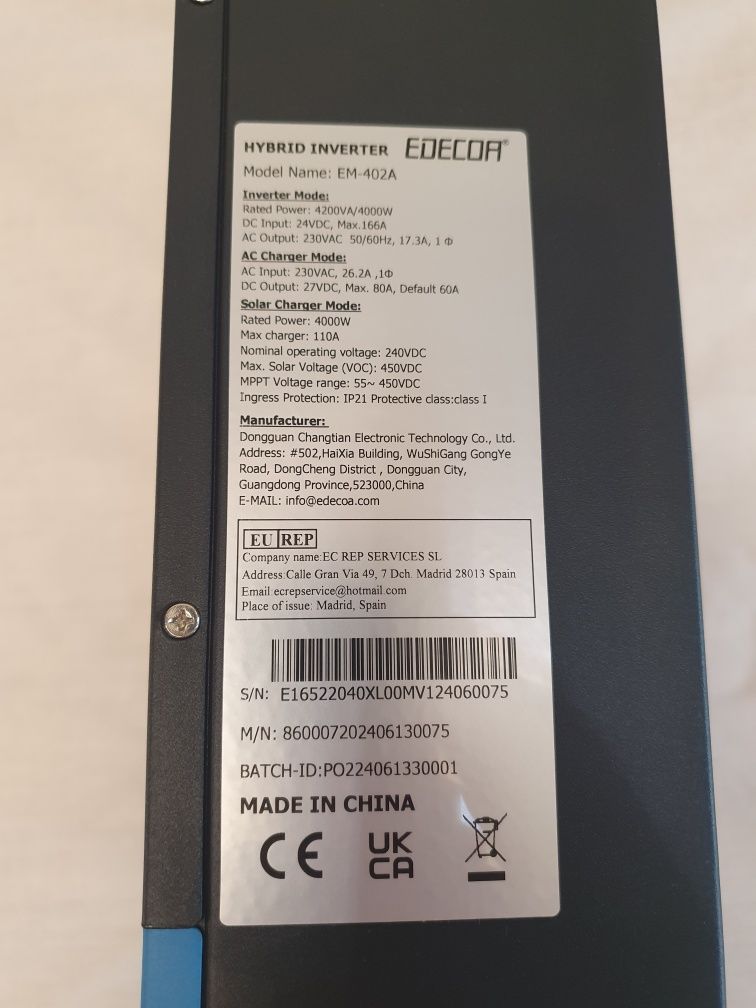 HYBRID INVERTER EDECOA®
Model Name: EM-402A
Inverter Mode:
Rated Power: 4200VA/4000W
DC Input: 24VDC, Max.166A
AC Output: 230VAC 50/60Hz, 17.3A, 1 Φ
AC Charger Mode:
AC Input: 230VAC, 26.2A ,1Φ
DC Output: 27VDC, Max. 80A, Default 60A
Solar Charger Mode:
Rated Power: 4000W
Max charger: 110A
Nominal operating voltage: 240VDC
Max. Solar Voltage (VOC): 450VDC
MPPT Voltage range: 55~ 450VDC
Ingress Protection: IP21 Protective class:class I
Manufacturer:
Dongguan Changtian Electronic Technology Co., Ltd.
Address: #502,HaiXia Building, WuShiGang GongYe
Road, DongCheng District , Dongguan City,
Guangdong Province,523000,China
E-MAIL: info@edecoa.com
EU REP
Company name:EC REP SERVICES SL
Address:Calle Gran Via 49, 7 Dch. Madrid 28013 Spain
Email ecrepservice@hotmail.com
Place of issue: Madrid, Spain
S/N: E16522040XL00MV124060075
M/N: 860007202406130075
BATCH-ID:PO224061330001
MADE IN CHINA
CE UK
CA